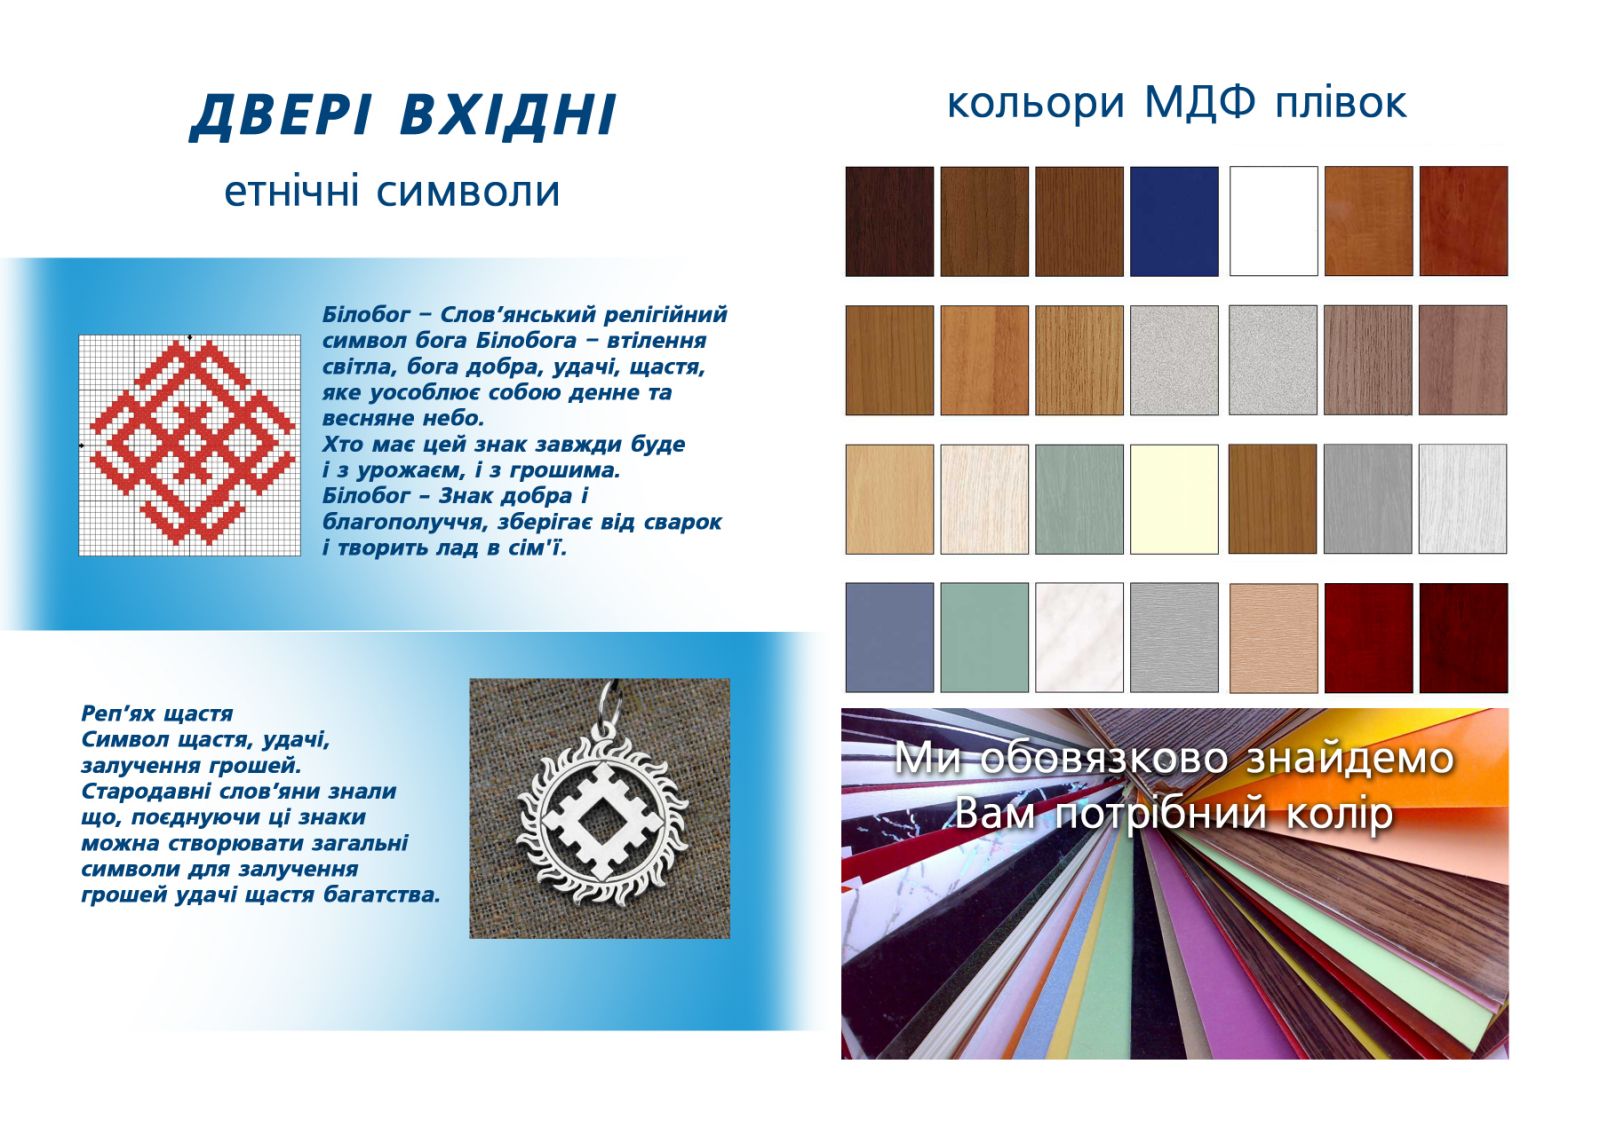 ДВЕРІ ВХІДНІ
етнічні символи
Білобог – Слов’янський релігійний
символ бога Білобога – втілення
світла, бога добра, удачі, щастя,
яке уособлює собою денне та
весняне небо.
Хто має цей знак завжди буде
і з урожаєм, і з грошима.
Білобог – Знак добра і
благополуччя, зберігає від сварок
і творить лад в сім'ї.
Реп’ях щастя
Символ щастя, удачі,
залучення грошей.
Стародавні слов’яни знали
що, поєднуючи ці знаки
можна створювати загальні
символи для залучення
грошей удачі щастя багатства.
кольори МДФ плівок
Ми обовязково знайдемо
Вам потрібний колір